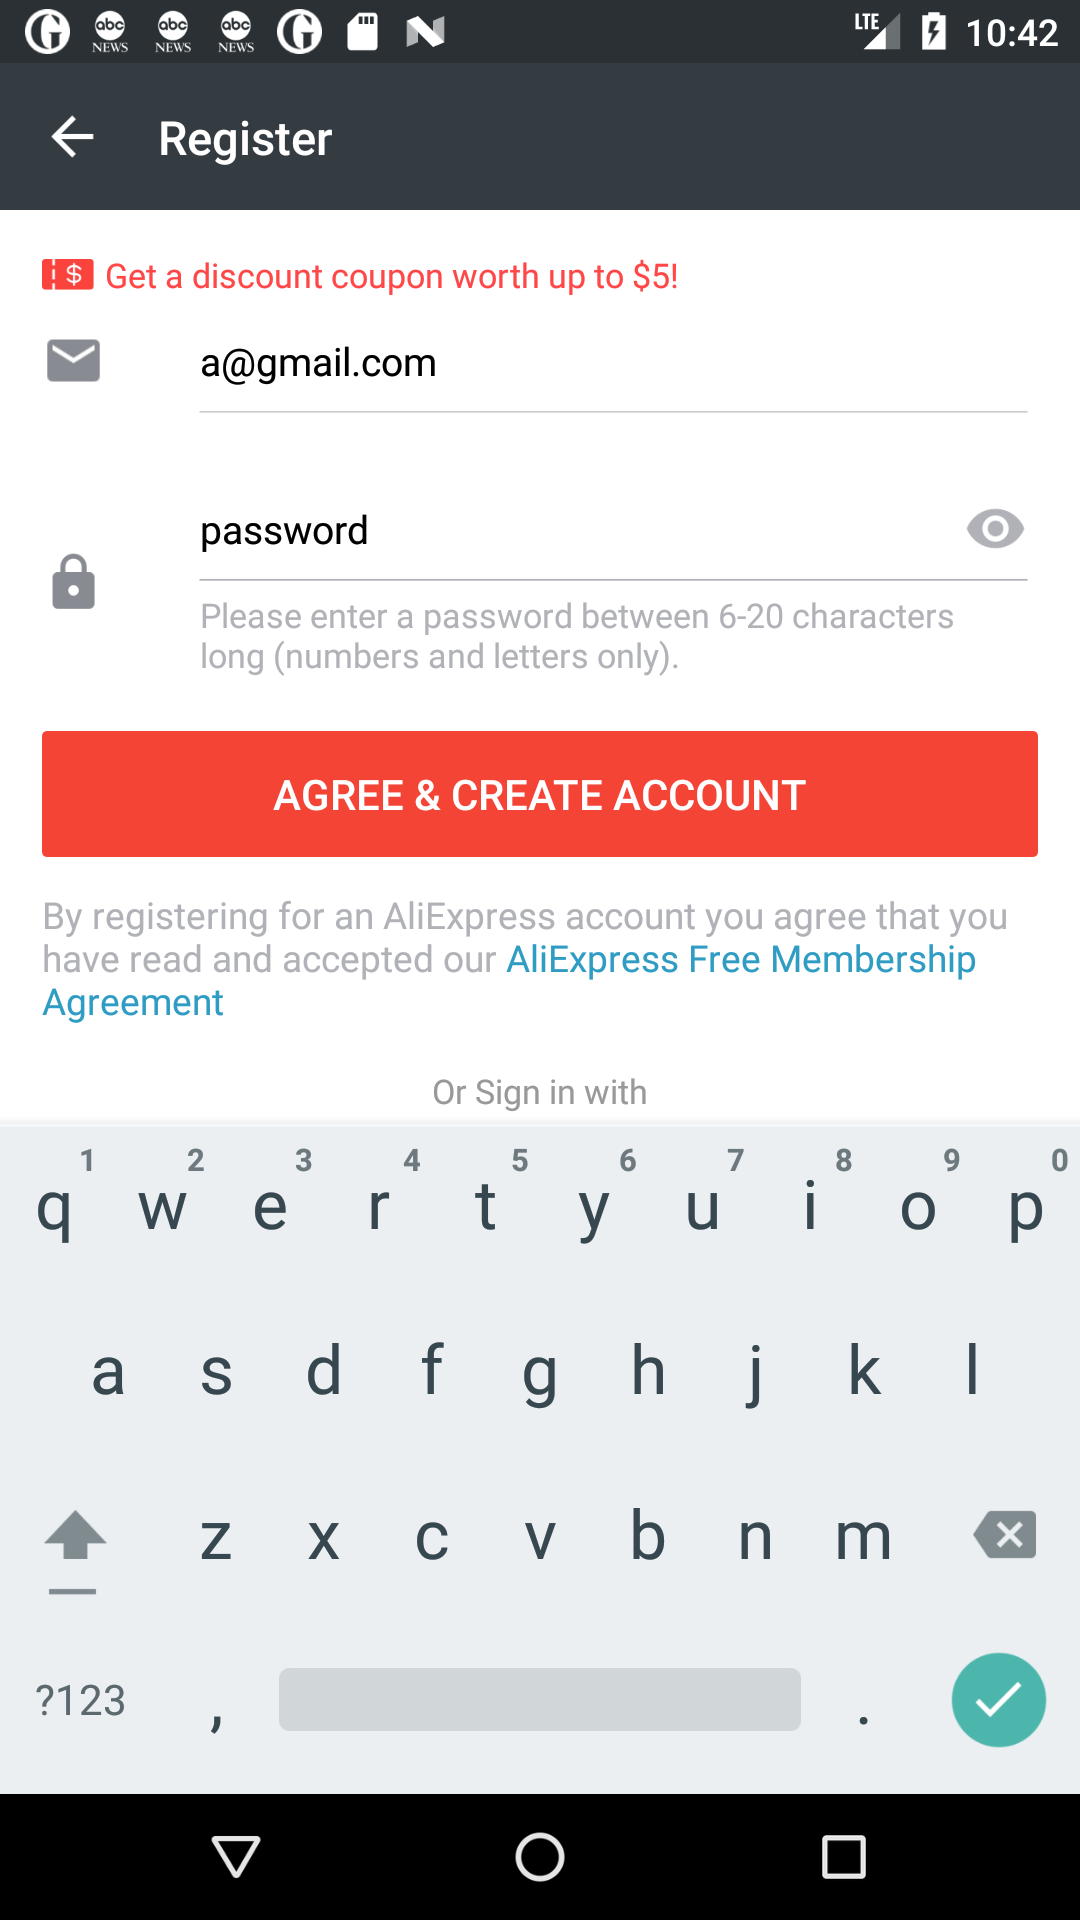 abc NEWS abc NEWS abc NEWS LTE 10:42
Register
Get a discount coupon worth up to $5!
a@gmail.com
password
Please enter a password between 6-20 characters
long (numbers and letters only).
AGREE & CREATE ACCOUNT
By registering for an AliExpress account you agree that you
have read and accepted our AliExpress Free Membership
Agreement
Or Sign in with
1 2 3 4 5 6 7 8 9 0
q w e r t y u i o p
a s d f g h j k l
z x c v b n m
?123 , .